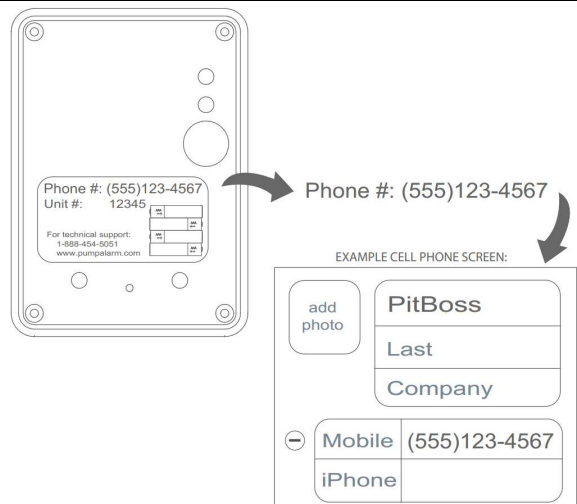 Phone #: (555)123-4567
Unit #: 12345
For technical support:
1-888-454-5051
www.pumpalarm.com
Phone #: (555)123-4567
EXAMPLE CELL PHONE SCREEN:
add
photo
PitBoss
Last
Company
Mobile (555)123-4567
iPhone